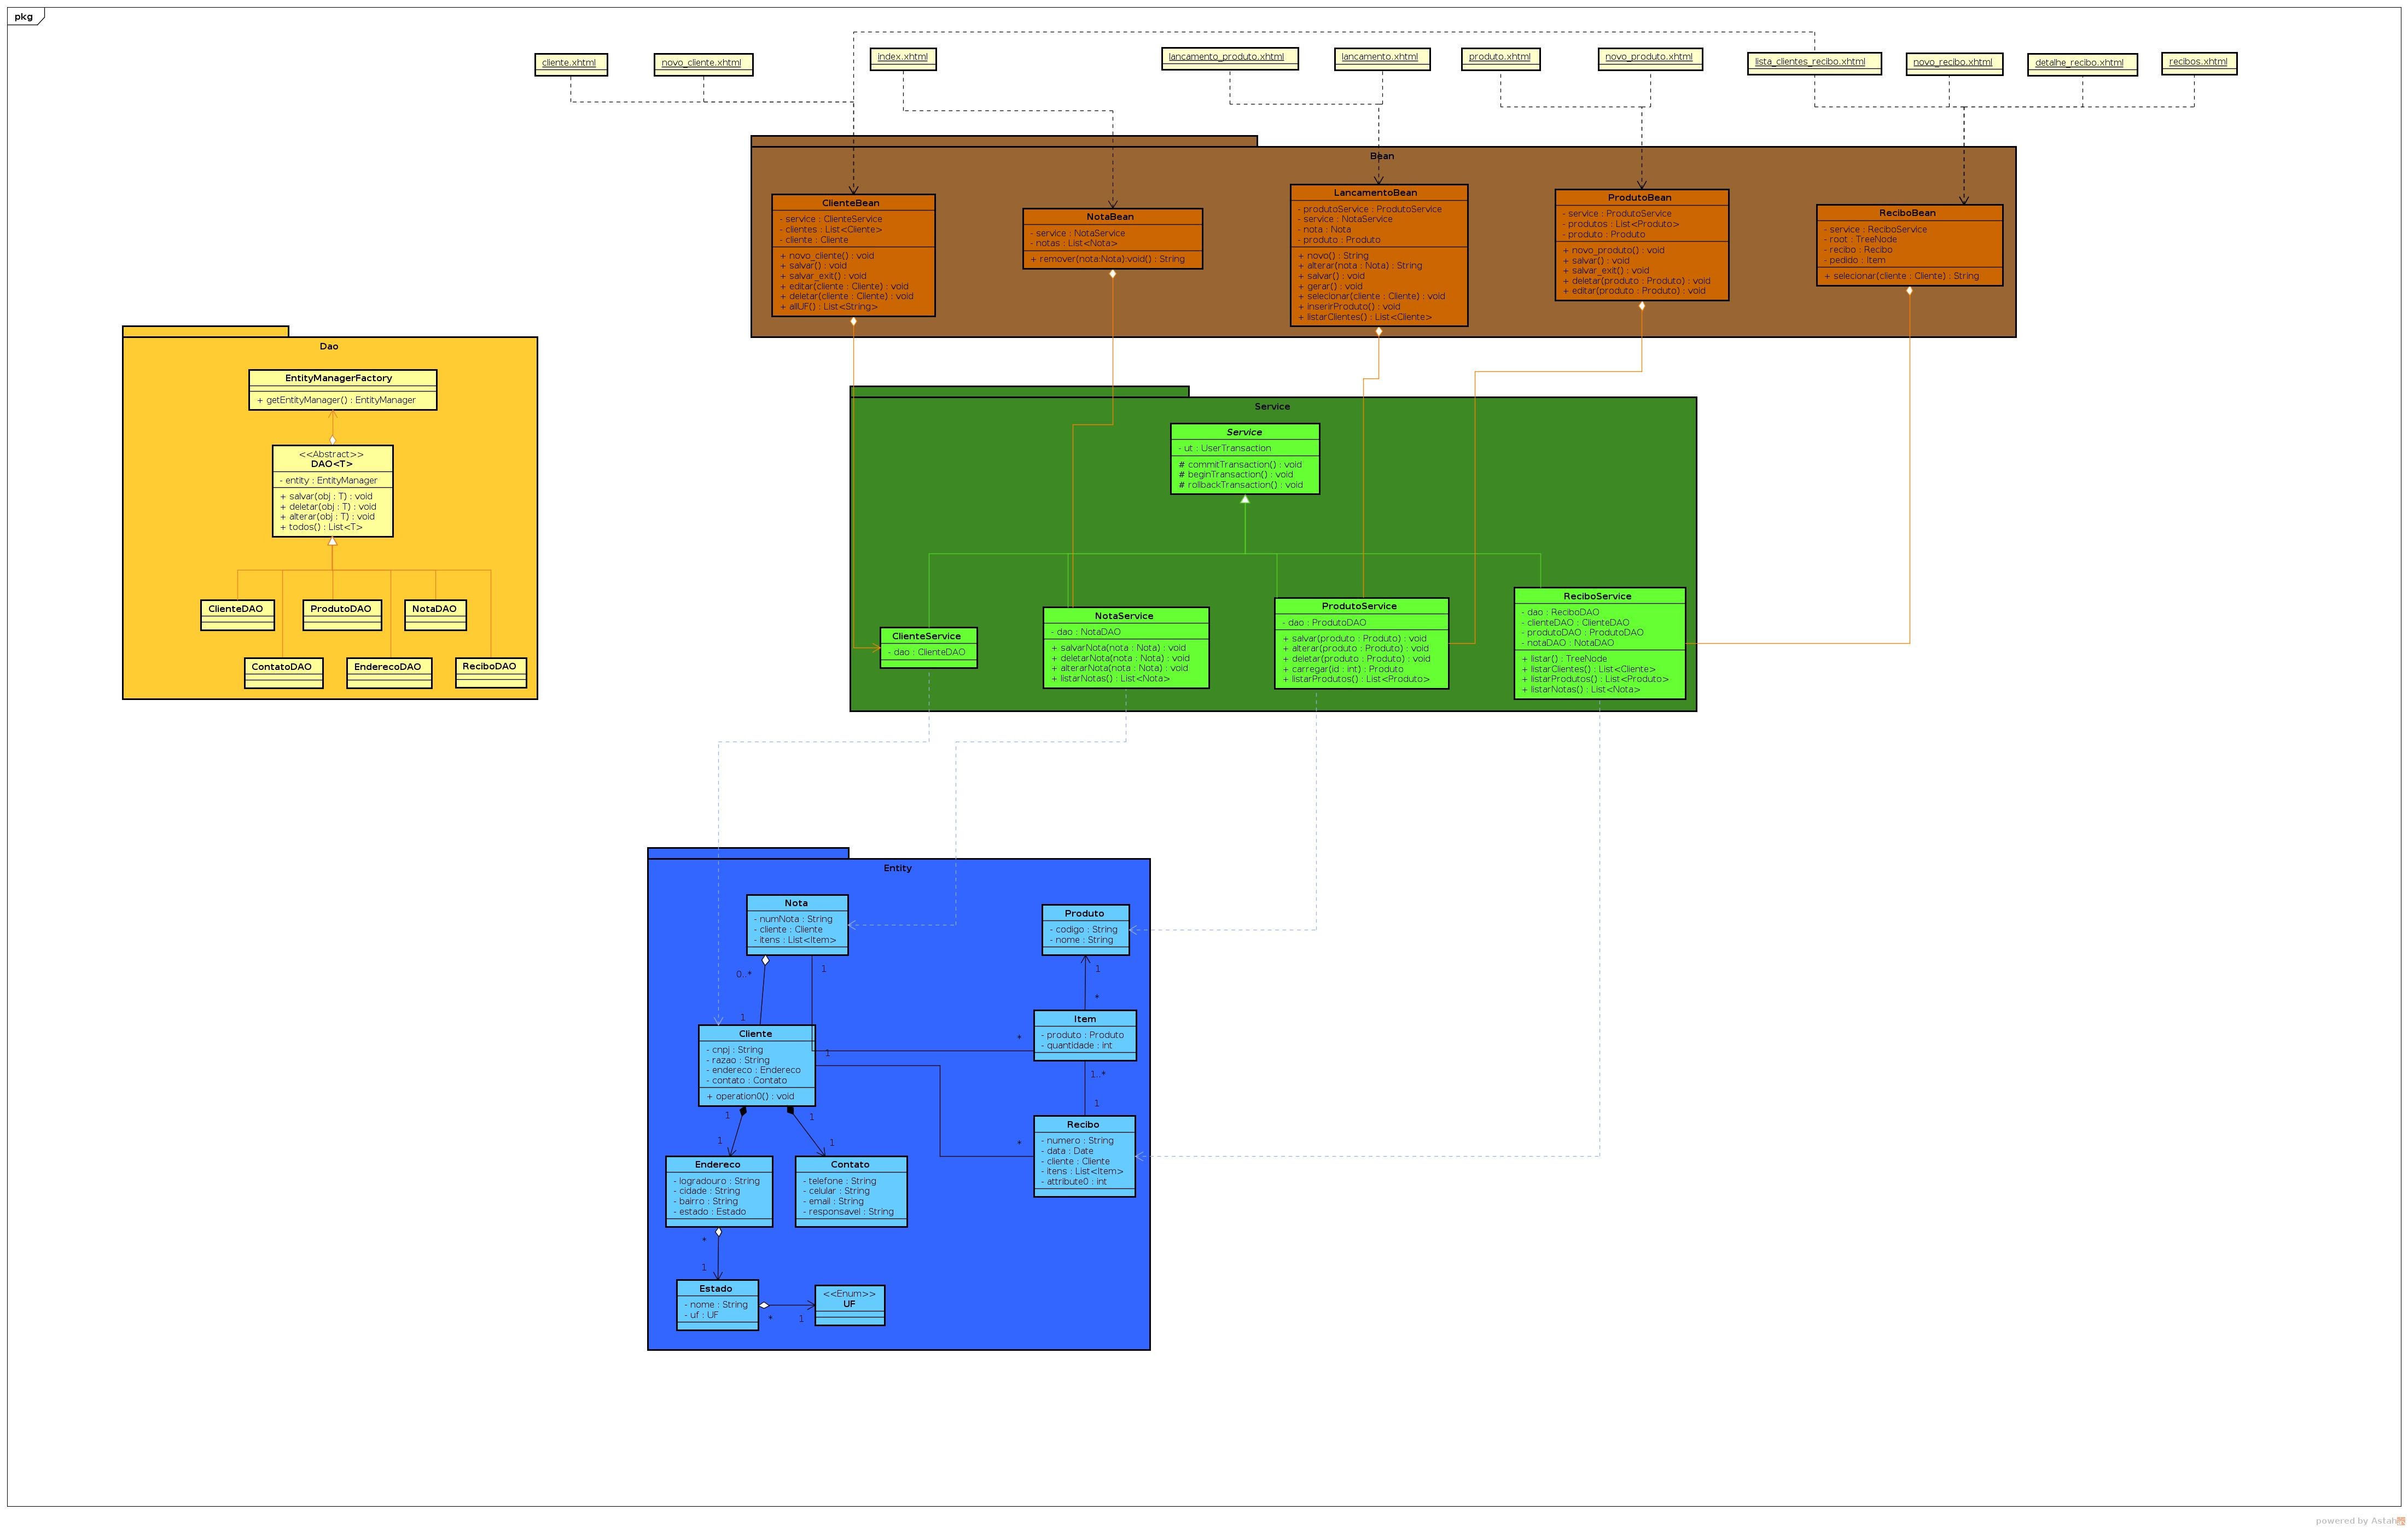 pkg
cliente.xhtml
novo_cliente.xhtml
index.xhtml
lancamento_produto.xhtml
lancamento.xhtml
produto.xhtml
novo_produto.xhtml
lista_clientes_recibo.xhtml
novo_recibo.xhtml
detalhe_recibo.xhtml
recibos.xhtml
Bean
ClienteBean
- service : ClienteService
- clientes : List<Cliente>
- cliente : Cliente
+ novo_cliente() : void
+ salvar() : void
+ salvar_exit() : void
+ editar(cliente : Cliente) : void
+ deletar(cliente : Cliente) : void
+ allUF() : List<String>
NotaBean
- service : NotaService
- notas : List<Nota>
+ remover(nota:Nota):void() : String
LancamentoBean
- produtoService : ProdutoService
- service : NotaService
- nota : Nota
- produto : Produto
+ novo() : String
+ alterar(nota : Nota) : String
+ salvar() : void
+ gerar() : void
+ selecionar(cliente : Cliente) : void
+ inserirProduto() : void
+ listarClientes() : List<Cliente>
ProdutoBean
- service : ProdutoService
- produtos : List<Produto>
- produto : Produto
+ novo_produto() : void
+ salvar() : void
+ salvar_exit() : void
+ deletar(produto : Produto) : void
+ editar(produto : Produto) : void
ReciboBean
- service : ReciboService
- root : TreeNode
- recibo : Recibo
- pedido : Item
+ selecionar(cliente : Cliente) : String
Dao
EntityManagerFactory
+ getEntityManager() : EntityManager
<<Abstract>>
DAO<T>
- entity : EntityManager
+ salvar(obj : T) : void
+ deletar(obj : T) : void
+ alterar(obj : T) : void
+ todos() : List<T>
ClienteDAO
ProdutoDAO
NotaDAO
ContatoDAO
EnderecoDAO
ReciboDAO
Service
Service
- ut : UserTransaction
# commitTransaction() : void
# beginTransaction() : void
# rollbackTransaction() : void
ClienteService
- dao : ClienteDAO
NotaService
- dao : NotaDAO
+ salvarNota(nota : Nota) : void
+ deletarNota(nota : Nota) : void
+ alterarNota(nota : Nota) : void
+ listarNotas() : List<Nota>
ProdutoService
- dao : ProdutoDAO
+ salvar(produto : Produto) : void
+ alterar(produto : Produto) : void
+ deletar(produto : Produto) : void
+ carregar(id : int) : Produto
+ listarProdutos() : List<Produto>
ReciboService
- dao : ReciboDAO
- clienteDAO : ClienteDAO
- produtoDAO : ProdutoDAO
- notaDAO : NotaDAO
+ listar() : TreeNode
+ listarClientes() : List<Cliente>
+ listarProdutos() : List<Produto>
+ listarNotas() : List<Nota>
Entity
Nota
- numNota : String
- cliente : Cliente
- itens : List<Item>
Produto
- codigo : String
- nome : String
0..*
1
1
*
1
Item
- produto : Produto
- quantidade : int
*
Cliente
- cnpj : String
- razao : String
- endereco : Endereco
- contato : Contato
+ operation0() : void
1
1..*
1
1
1
1
1
*
Recibo
- numero : String
- data : Date
- cliente : Cliente
- itens : List<Item>
- attribute0 : int
Endereco
- logradouro : String
- cidade : String
- bairro : String
- estado : Estado
Contato
- telefone : String
- celular : String
- email : String
- responsavel : String
*
1
Estado
- nome : String
- uf : UF
*
1
<<Enum>>
UF
powered by Astah